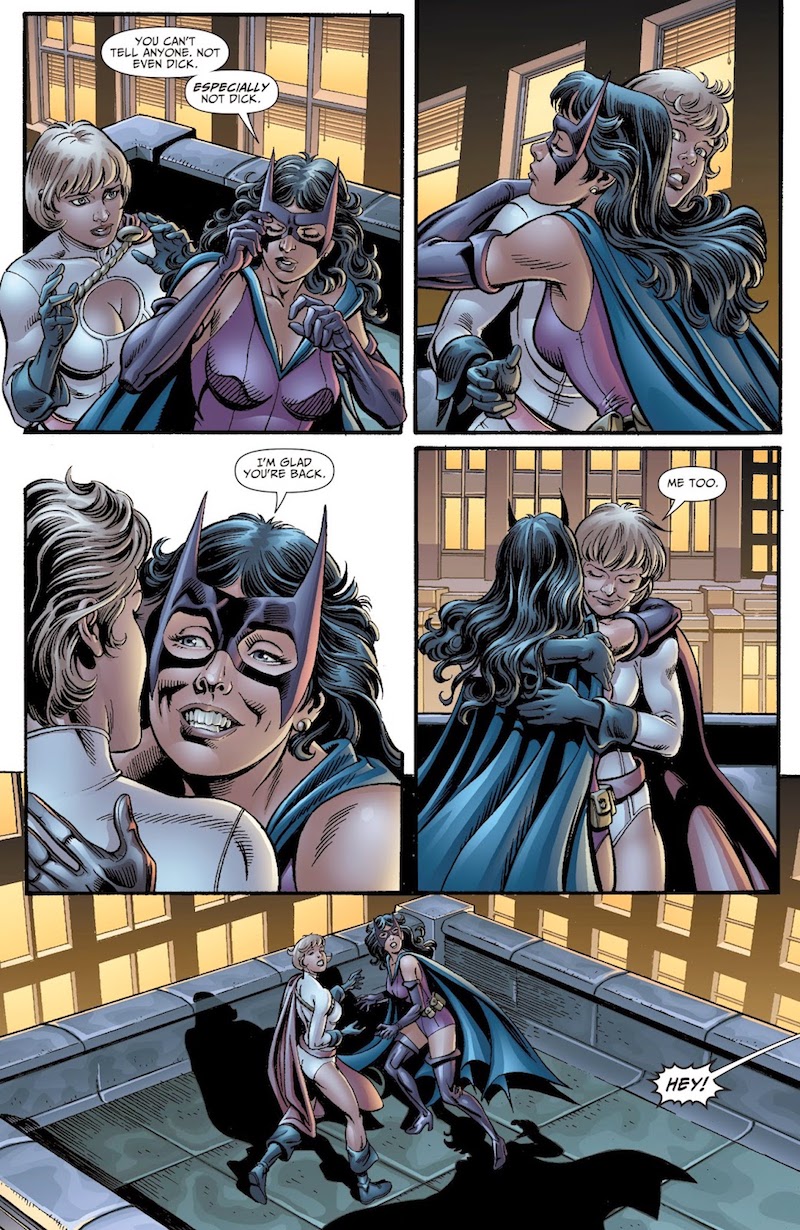 YOU CAN'T
TELL ANYONE. NOT
EVEN DICK.
ESPECIALLY
NOT DICK.
I'M GLAD
YOU'RE BACK.
ME TOO.
HEY!